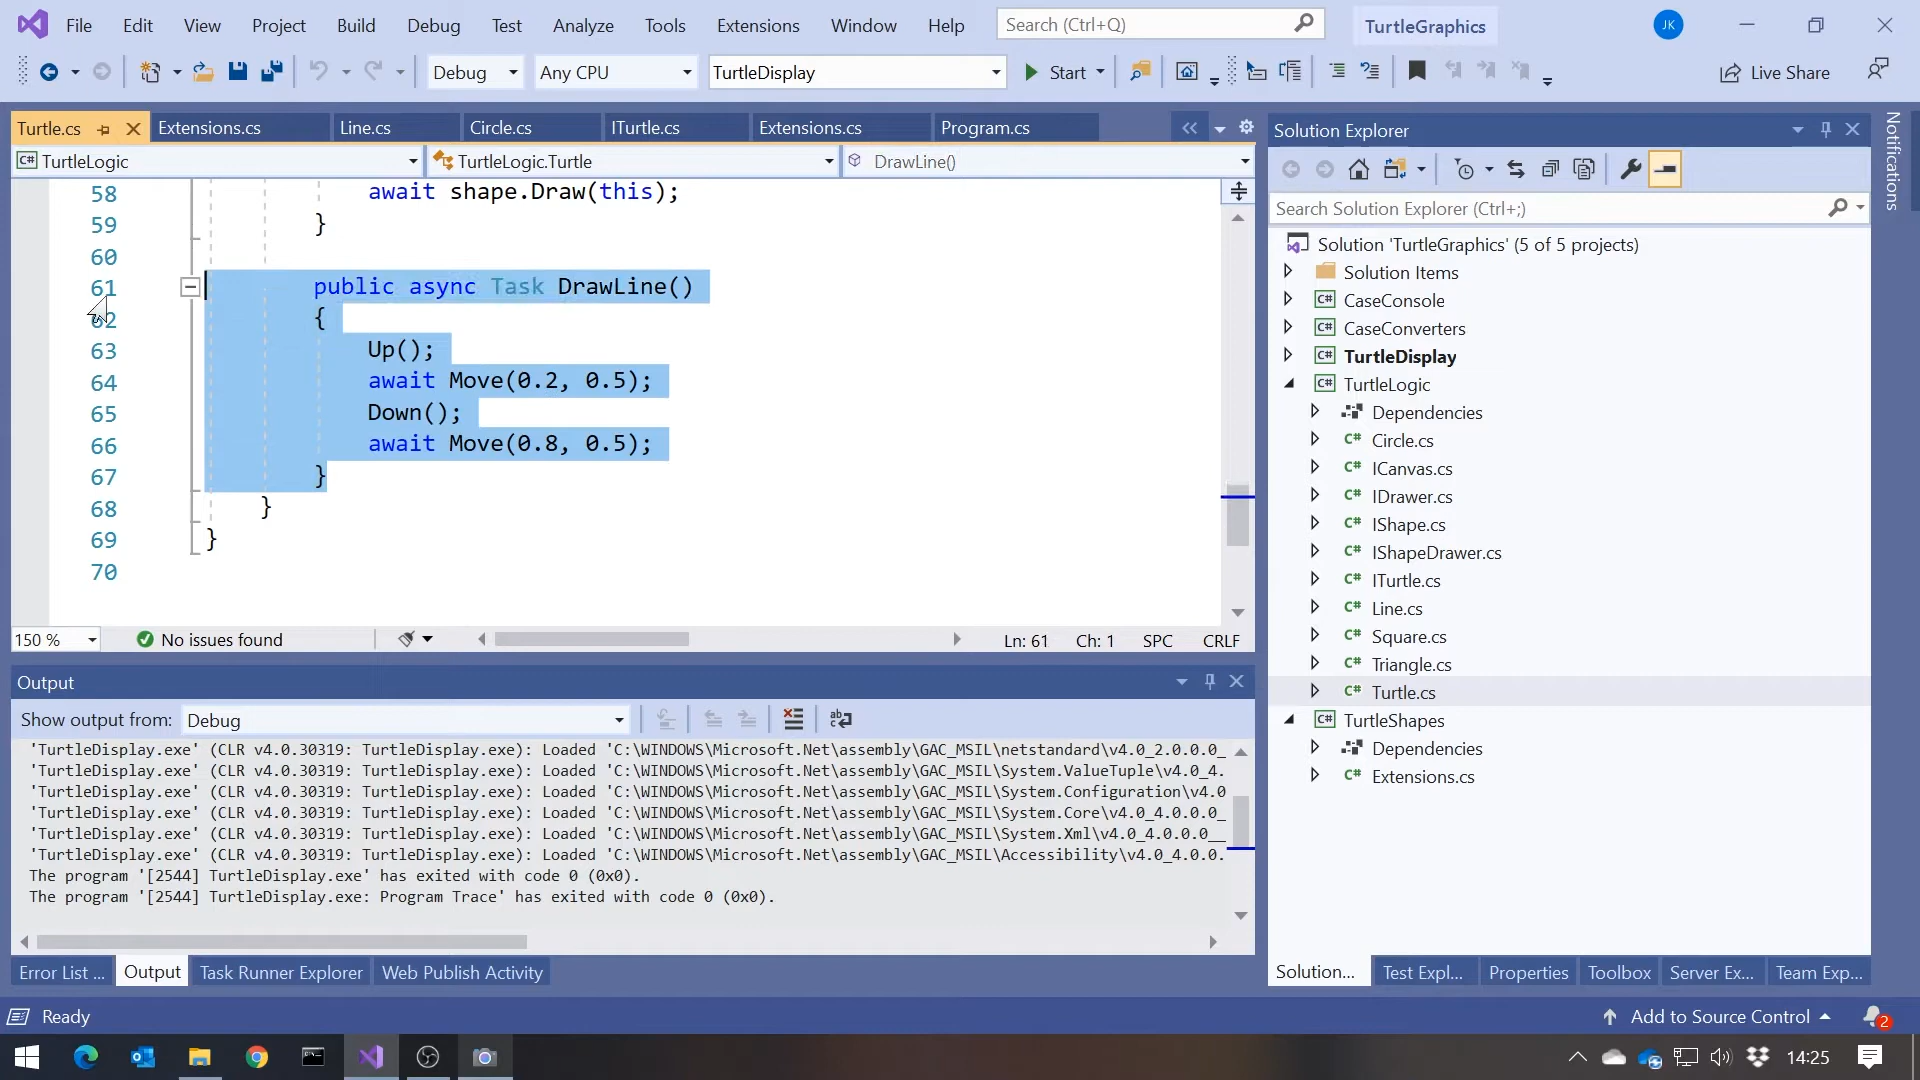 File Edit View Project Build Debug Test Analyze Tools Extensions Window Help Search (Ctrl+Q) TurtleGraphics JK
Debug Any CPU TurtleDisplay Start Live Share
Turtle.cs Extensions.cs Line.cs Circle.cs ITurtle.cs Extensions.cs Program.cs
C# TurtleLogic TurtleLogic.Turtle DrawLine()
58 await shape.Draw(this);
59 }
60
61 public async Task DrawLine()
62 {
63 Up();
64 await Move(0.2, 0.5);
65 Down();
66 await Move(0.8, 0.5);
67 }
68 }
69 }
70
150 % No issues found Ln: 61 Ch: 1 SPC CRLF
Output
Show output from: Debug
'TurtleDisplay.exe' (CLR v4.0.30319: TurtleDisplay.exe): Loaded 'C:\WINDOWS\Microsoft.Net\assembly\GAC_MSIL\netstandard\v4.0_2.0.0.0_
'TurtleDisplay.exe' (CLR v4.0.30319: TurtleDisplay.exe): Loaded 'C:\WINDOWS\Microsoft.Net\assembly\GAC_MSIL\System.ValueTuple\v4.0_4.
'TurtleDisplay.exe' (CLR v4.0.30319: TurtleDisplay.exe): Loaded 'C:\WINDOWS\Microsoft.Net\assembly\GAC_MSIL\System.Configuration\v4.0
'TurtleDisplay.exe' (CLR v4.0.30319: TurtleDisplay.exe): Loaded 'C:\WINDOWS\Microsoft.Net\assembly\GAC_MSIL\System.Core\v4.0_4.0.0.0_
'TurtleDisplay.exe' (CLR v4.0.30319: TurtleDisplay.exe): Loaded 'C:\WINDOWS\Microsoft.Net\assembly\GAC_MSIL\System.Xml\v4.0_4.0.0.0__
'TurtleDisplay.exe' (CLR v4.0.30319: TurtleDisplay.exe): Loaded 'C:\WINDOWS\Microsoft.Net\assembly\GAC_MSIL\Accessibility\v4.0_4.0.0.
The program '[2544] TurtleDisplay.exe' has exited with code 0 (0x0).
The program '[2544] TurtleDisplay.exe: Program Trace' has exited with code 0 (0x0).
Error List ... Output Task Runner Explorer Web Publish Activity
Solution Explorer
Search Solution Explorer (Ctrl+;)
Solution 'TurtleGraphics' (5 of 5 projects)
Solution Items
C# CaseConsole
C# CaseConverters
C# TurtleDisplay
C# TurtleLogic
Dependencies
C# Circle.cs
C# ICanvas.cs
C# IDrawer.cs
C# IShape.cs
C# IShapeDrawer.cs
C# ITurtle.cs
C# Line.cs
C# Square.cs
C# Triangle.cs
C# Turtle.cs
C# TurtleShapes
Dependencies
C# Extensions.cs
Solution... Test Expl... Properties Toolbox Server Ex... Team Exp...
Notifications
Ready Add to Source Control 2
14:25